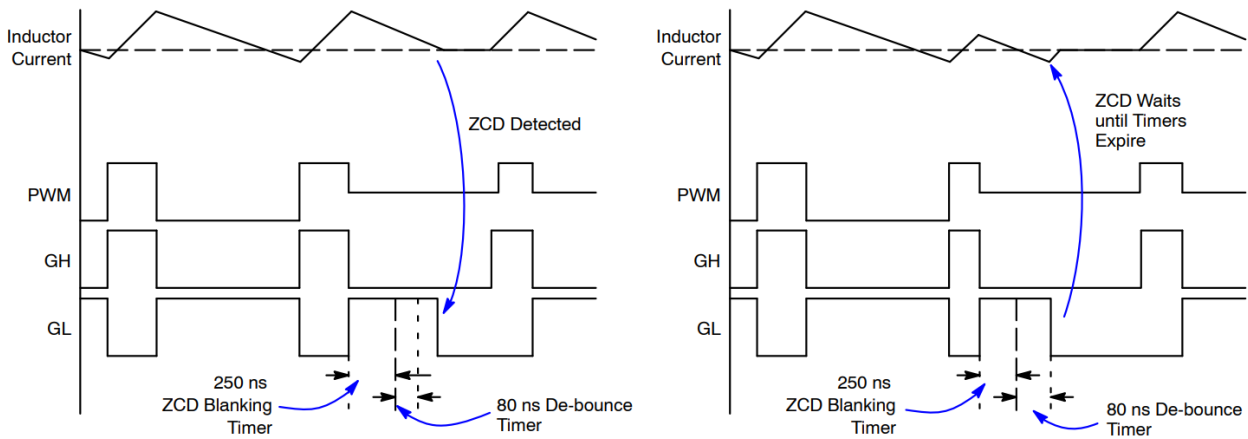 Inductor
Current
ZCD Detected
PWM
GH
GL
250 ns
ZCD Blanking
Timer
80 ns De-bounce
Timer
Inductor
Current
ZCD Waits
until Timers
Expire
PWM
GH
GL
250 ns
ZCD Blanking
Timer
80 ns De-bounce
Timer